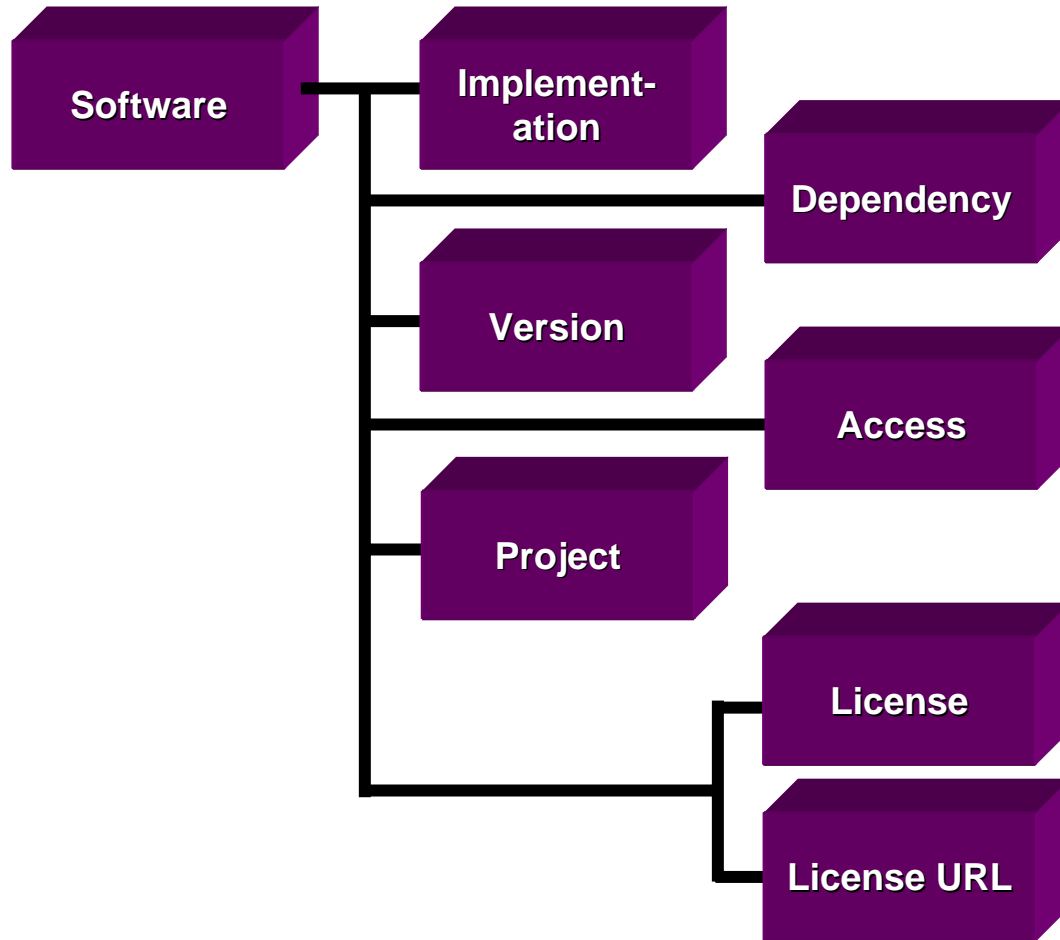 Software
Implement-
ation
Dependency
Version
Access
Project
License
License URL